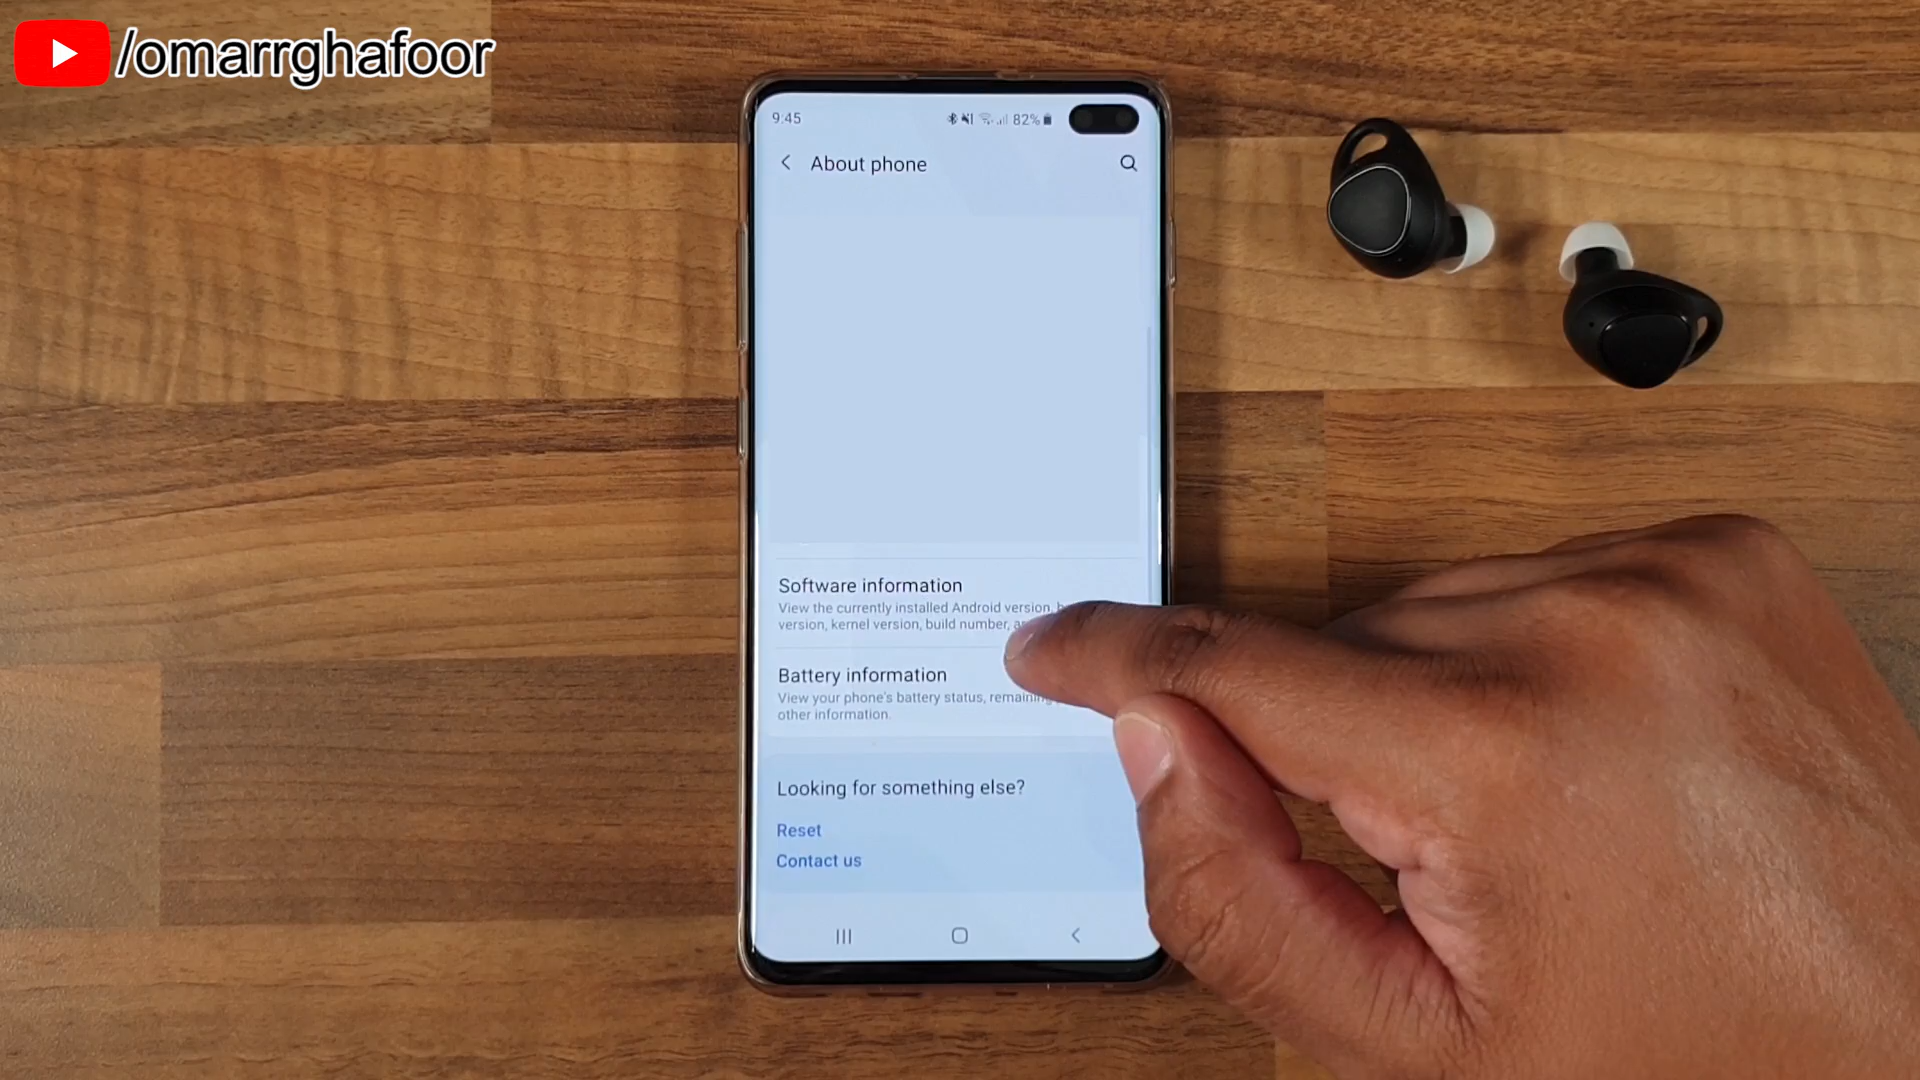 /omarrghafoor
9:45
82%
About phone
Software information
View the currently installed Android version,
version, kernel version, build number,
Battery information
View your phone's battery status, remaining
other information.
Looking for something else?
Reset
Contact us